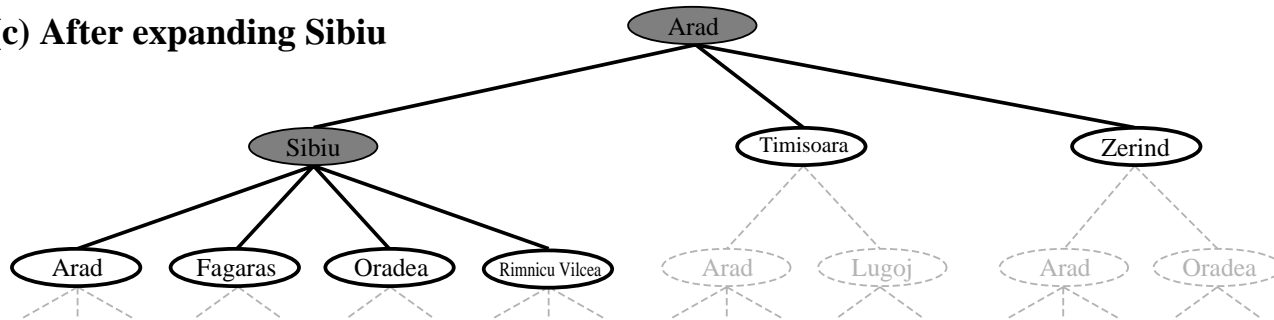 c) After expanding Sibiu
Arad
Sibiu
Timisoara
Zerind
Arad
Fagaras
Oradea
Rimnicu Vilcea
Arad
Lugoj
Arad
Oradea